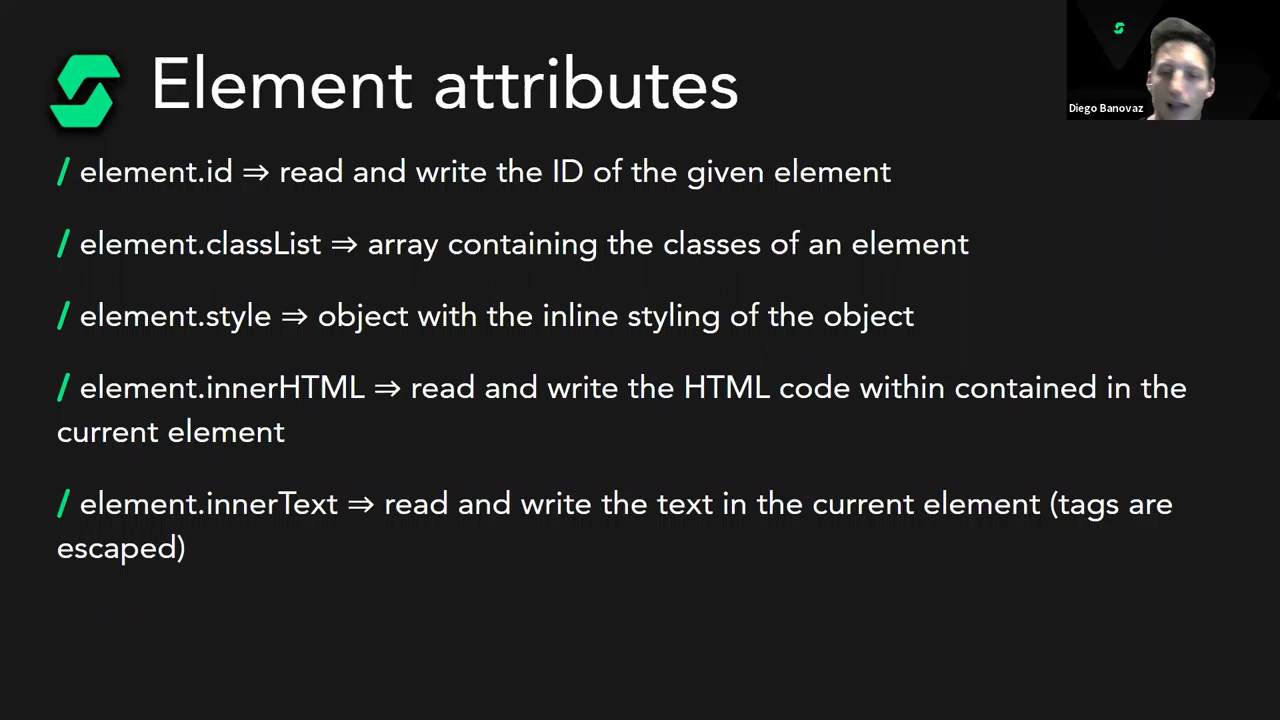 Element attributes
Diego Banovaz
/ element.id ⇒ read and write the ID of the given element
/ element.classList ⇒ array containing the classes of an element
/ element.style ⇒ object with the inline styling of the object
/ element.innerHTML ⇒ read and write the HTML code within contained in the
current element
/ element.innerText ⇒ read and write the text in the current element (tags are
escaped)